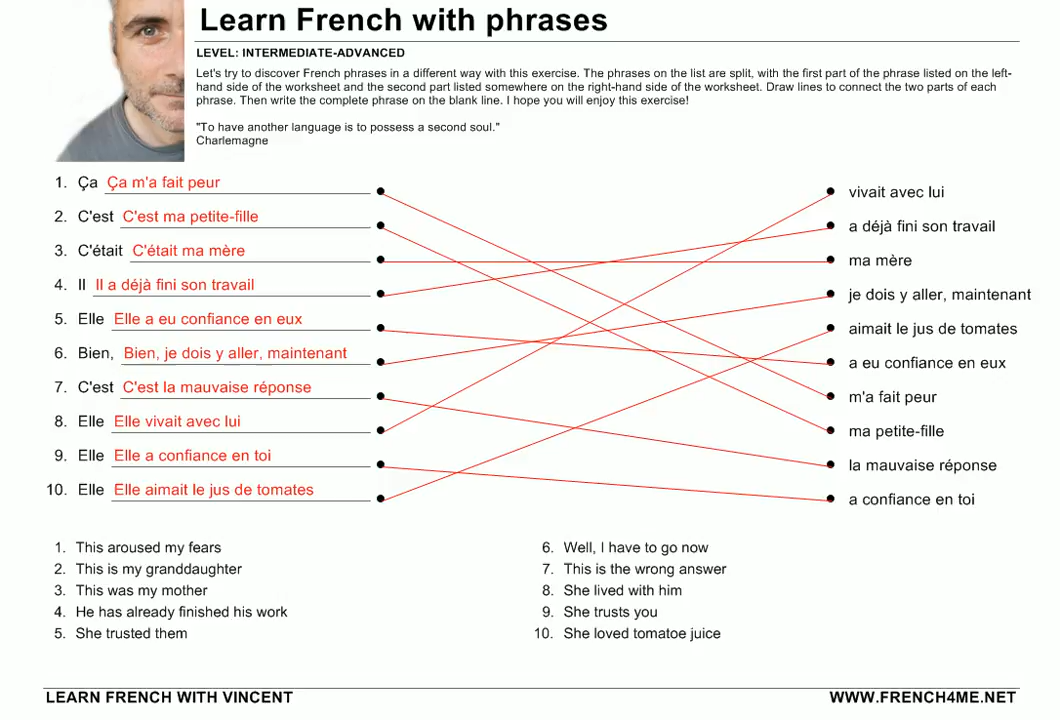 Learn French with phrases
LEVEL: INTERMEDIATE-ADVANCED
Let's try to discover French phrases in a different way with this exercise. The phrases on the list are split, with the first part of the phrase listed on the left-
hand side of the worksheet and the second part listed somewhere on the right-hand side of the worksheet. Draw lines to connect the two parts of each
phrase. Then write the complete phrase on the blank line. I hope you will enjoy this exercise!
"To have another language is to possess a second soul."
Charlemagne
1. Ça Ça m'a fait peur
2. C'est C'est ma petite-fille
3. C'était C'était ma mère
4. Il Il a déjà fini son travail
5. Elle Elle a eu confiance en eux
6. Bien, Bien, je dois y aller, maintenant
7. C'est C'est la mauvaise réponse
8. Elle Elle vivait avec lui
9. Elle Elle a confiance en toi
10. Elle Elle aimait le jus de tomates
vivait avec lui
a déjà fini son travail
ma mère
je dois y aller, maintenant
aimait le jus de tomates
a eu confiance en eux
m'a fait peur
ma petite-fille
la mauvaise réponse
a confiance en toi
1. This aroused my fears
2. This is my granddaughter
3. This was my mother
4. He has already finished his work
5. She trusted them
6. Well, I have to go now
7. This is the wrong answer
8. She lived with him
9. She trusts you
10. She loved tomatoe juice
LEARN FRENCH WITH VINCENT
WWW.FRENCH4ME.NET